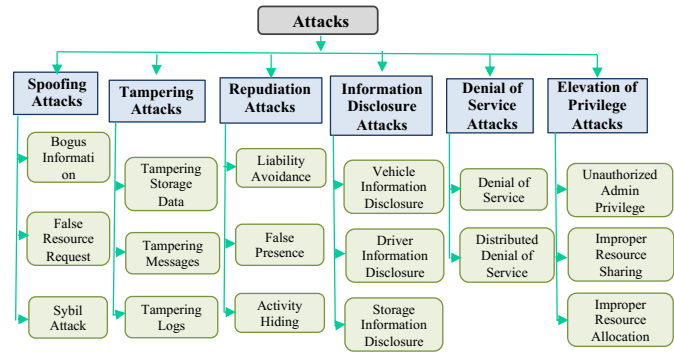 Attacks
Spoofing
Attacks
Tampering
Attacks
Repudiation
Attacks
Information
Disclosure
Attacks
Denial of
Service
Attacks
Elevation of
Privilege
Attacks
Bogus
Informati
on
False
Resource
Request
Sybil
Attack
Tampering
Storage
Data
Tampering
Messages
Tampering
Logs
Liability
Avoidance
False
Presence
Activity
Hiding
Vehicle
Information
Disclosure
Driver
Information
Disclosure
Storage
Information
Disclosure
Denial of
Service
Distributed
Denial of
Service
Unauthorized
Admin
Privilege
Improper
Resource
Sharing
Improper
Resource
Allocation